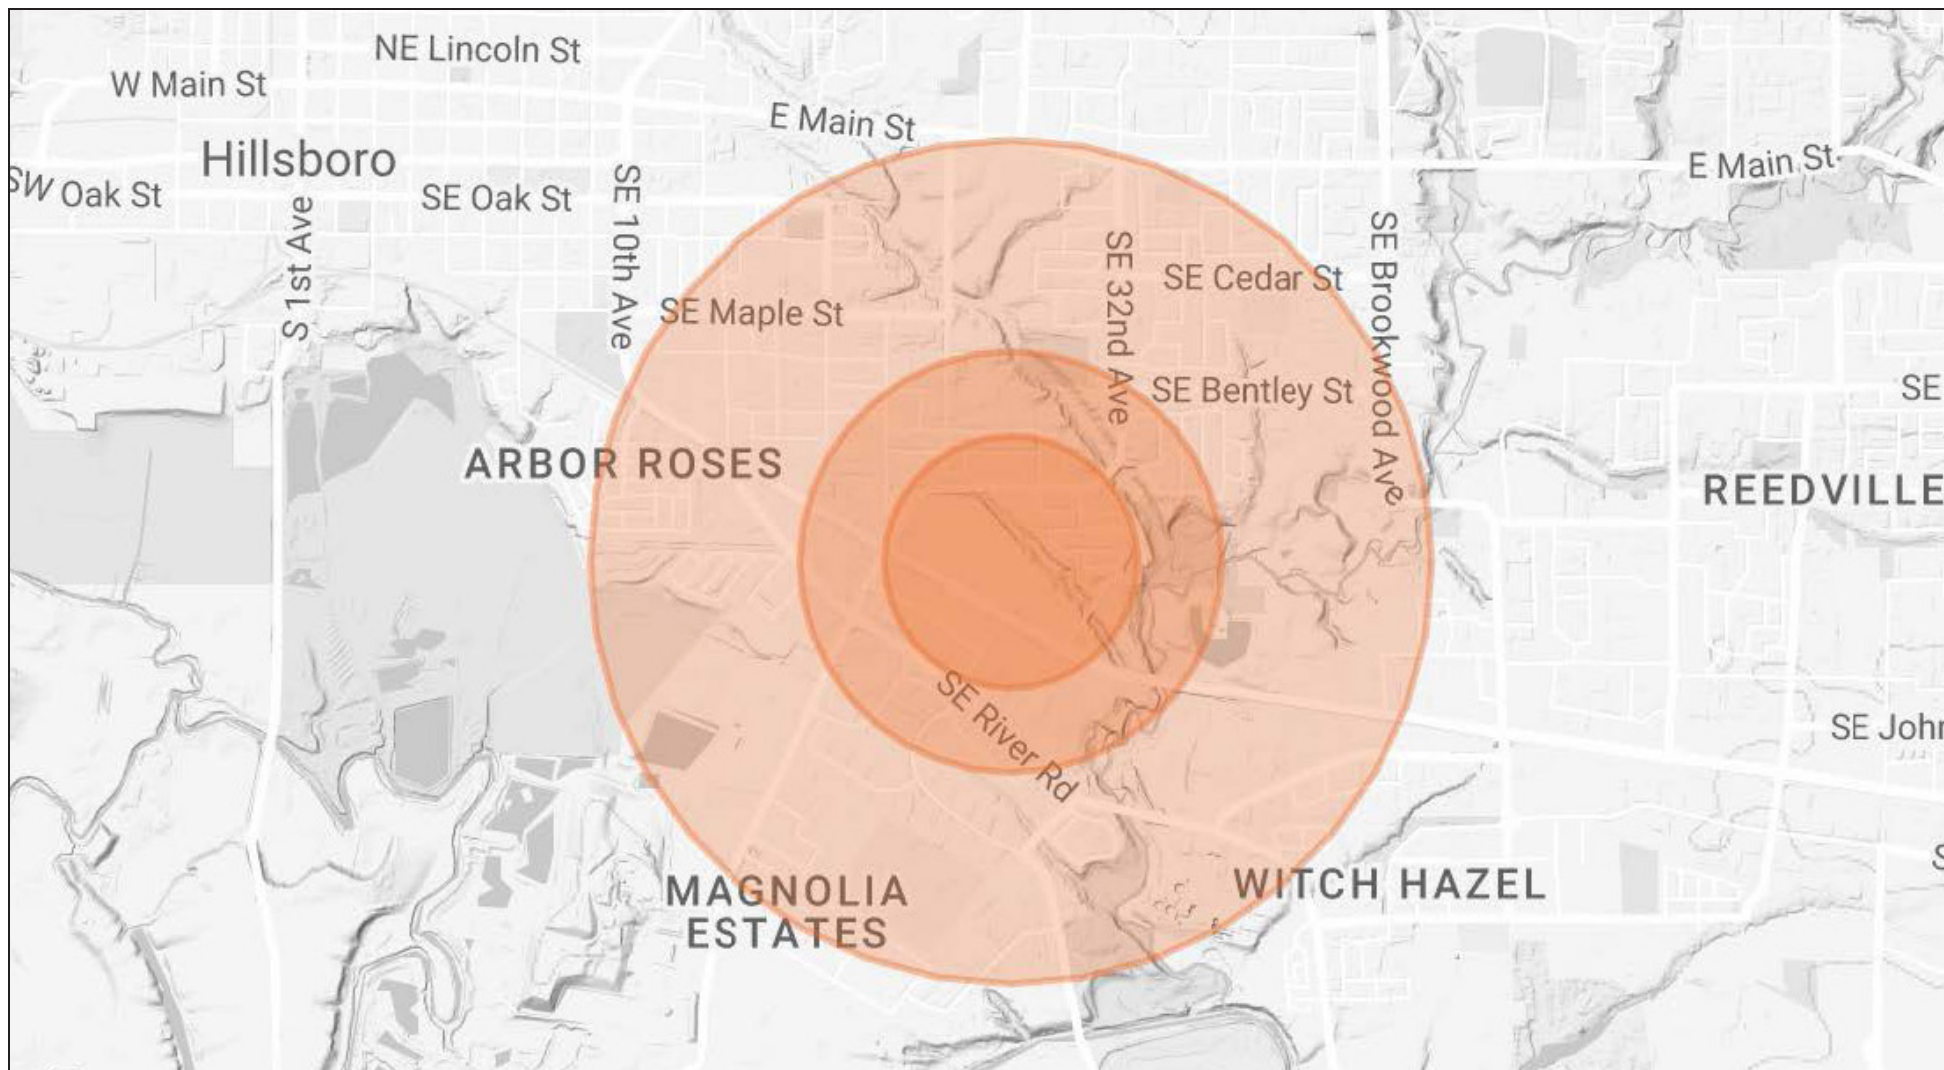 NE Lincoln St
W Main St
E Main St
Hillsboro
E Main St
SW Oak St
SE Oak St
SE 10th Ave
S 1st Ave
SE 32nd Ave
SE Brookwood Ave
SE Cedar St
SE Maple St
SE Bentley St
SE
ARBOR ROSES
REEDVILLE
SE River Rd
SE John
MAGNOLIA
ESTATES
WITCH HAZEL
S